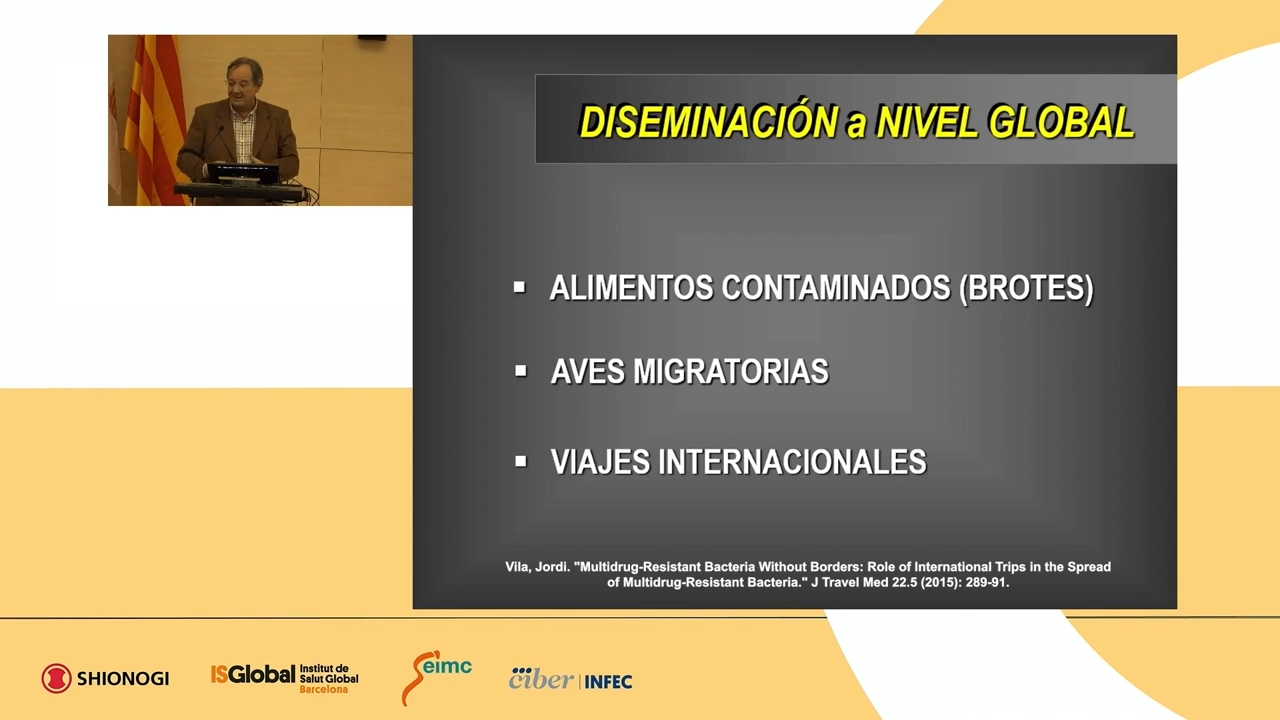 DISEMINACIÓN a NIVEL GLOBAL
▪ ALIMENTOS CONTAMINADOS (BROTES)
▪ AVES MIGRATORIAS
▪ VIAJES INTERNACIONALES
Vila, Jordi. "Multidrug-Resistant Bacteria Without Borders: Role of International Trips in the Spread
of Multidrug-Resistant Bacteria." J Travel Med 22.5 (2015): 289-91.
SHIONOGI
ISGlobal Institut de
Salut Global
Barcelona
Seimc
ciber INFEC